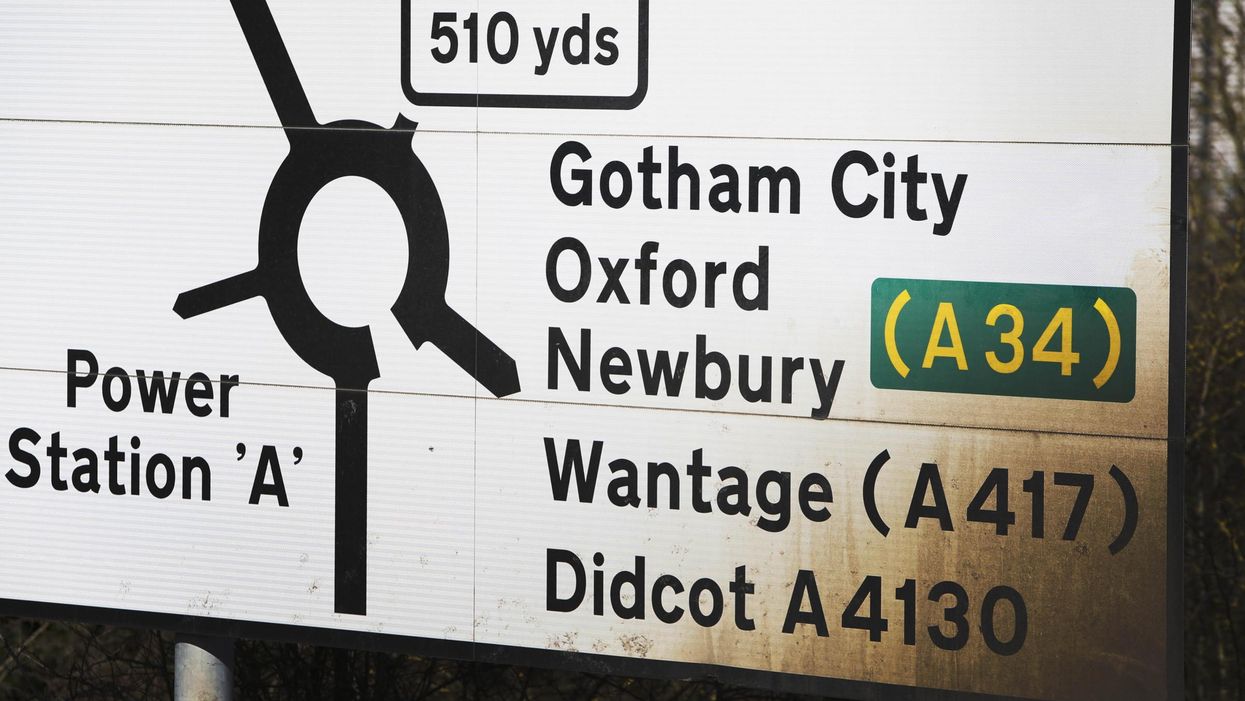 510 yds
Gotham City
Oxford
Newbury (A34)
Power
Station 'A'
Wantage (A417)
Didcot A4130